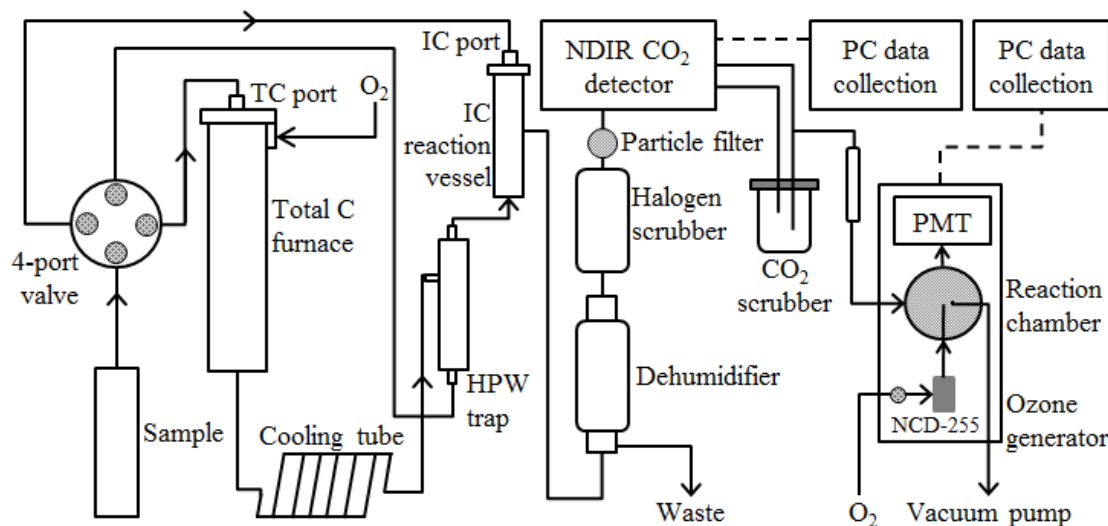 IC port
NDIR CO2
detector
PC data
collection
PC data
collection
TC port
O2
IC
reaction
vessel
Particle filter
Total C
furnace
Halogen
scrubber
PMT
4-port
valve
CO2
scrubber
Reaction
chamber
Dehumidifier
HPW
trap
Sample
Cooling tube
NCD-255
Ozone
generator
Waste
O2
Vacuum pump